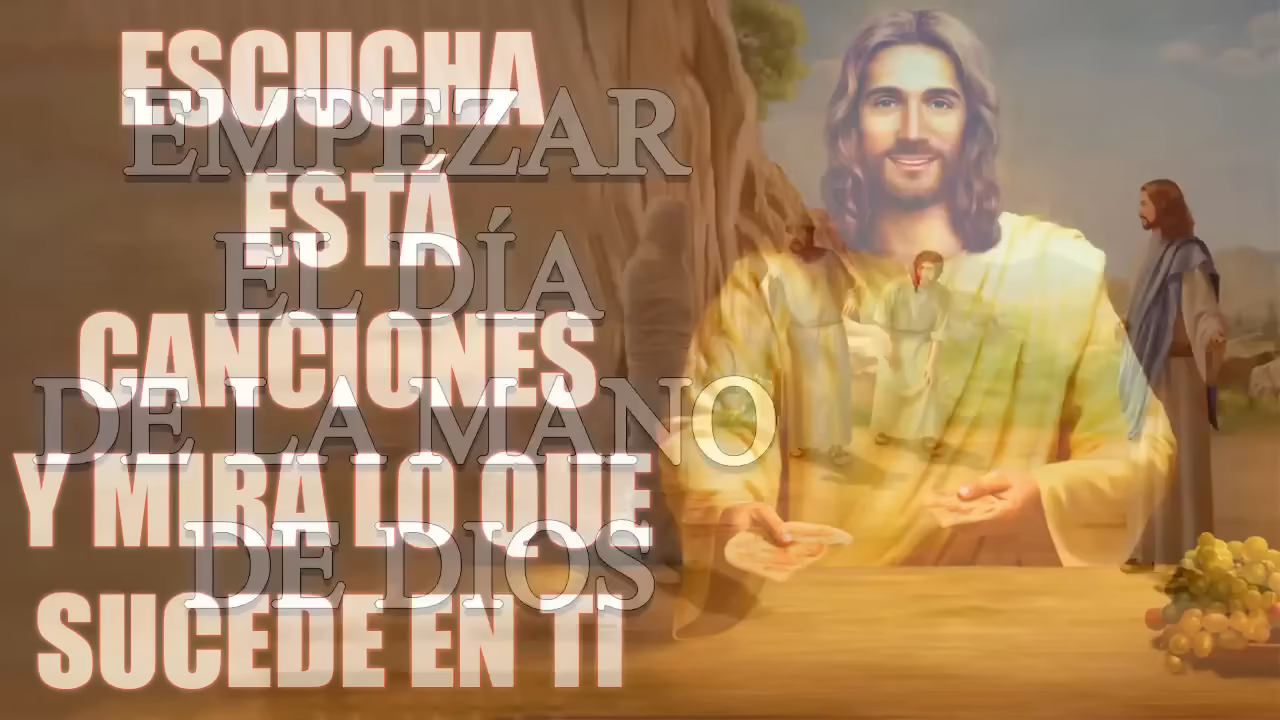 ESCUCHA
ESTÁ
CANCIONES
Y MIRA LO QUE
SUCEDE EN TI
EMPEZAR
EL DÍA
DE LA MANO
DE DIOS